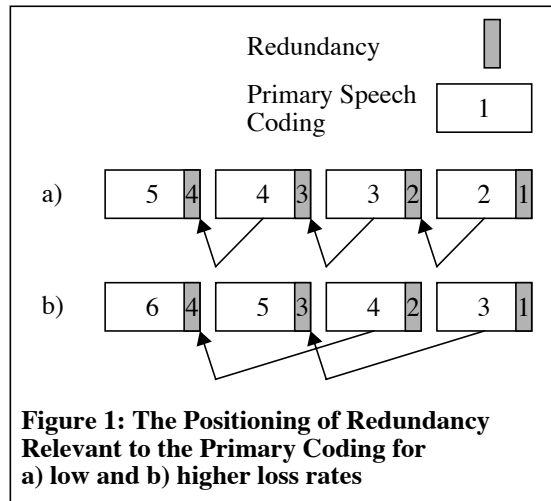 Redundancy
Primary Speech
Coding
1
a) 5 4 4 3 3 2 2 1
b) 6 4 5 3 4 2 3 1
Figure 1: The Positioning of Redundancy
Relevant to the Primary Coding for
a) low and b) higher loss rates